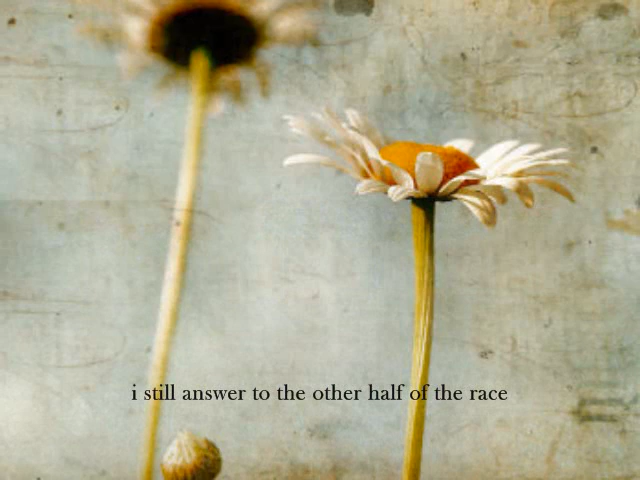 i still answer to the other half of the race